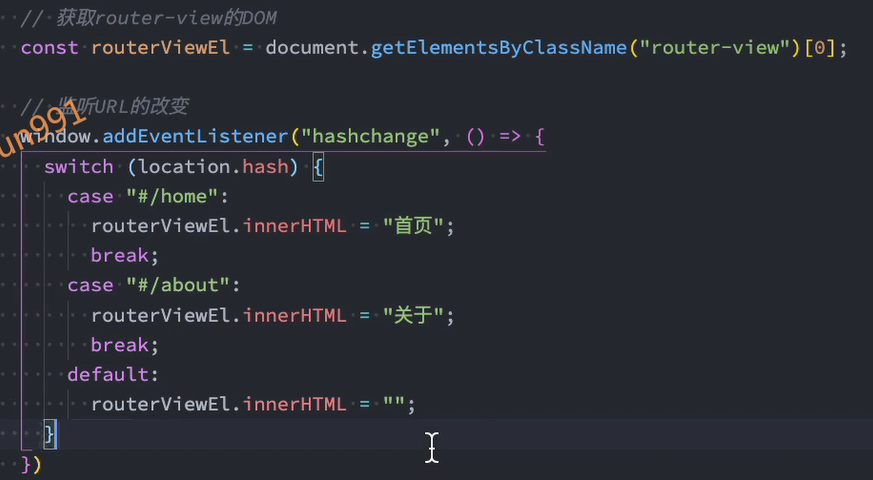 // 获取router-view的DOM
const routerViewEl = document.getElementsByClassName("router-view")[0];
// 监听URL的改变
window.addEventListener("hashchange", () => {
switch (location.hash) {
case "#/home":
routerViewEl.innerHTML = "首页";
break;
case "#/about":
routerViewEl.innerHTML = "关于";
break;
default:
routerViewEl.innerHTML = "";
}
})
un991